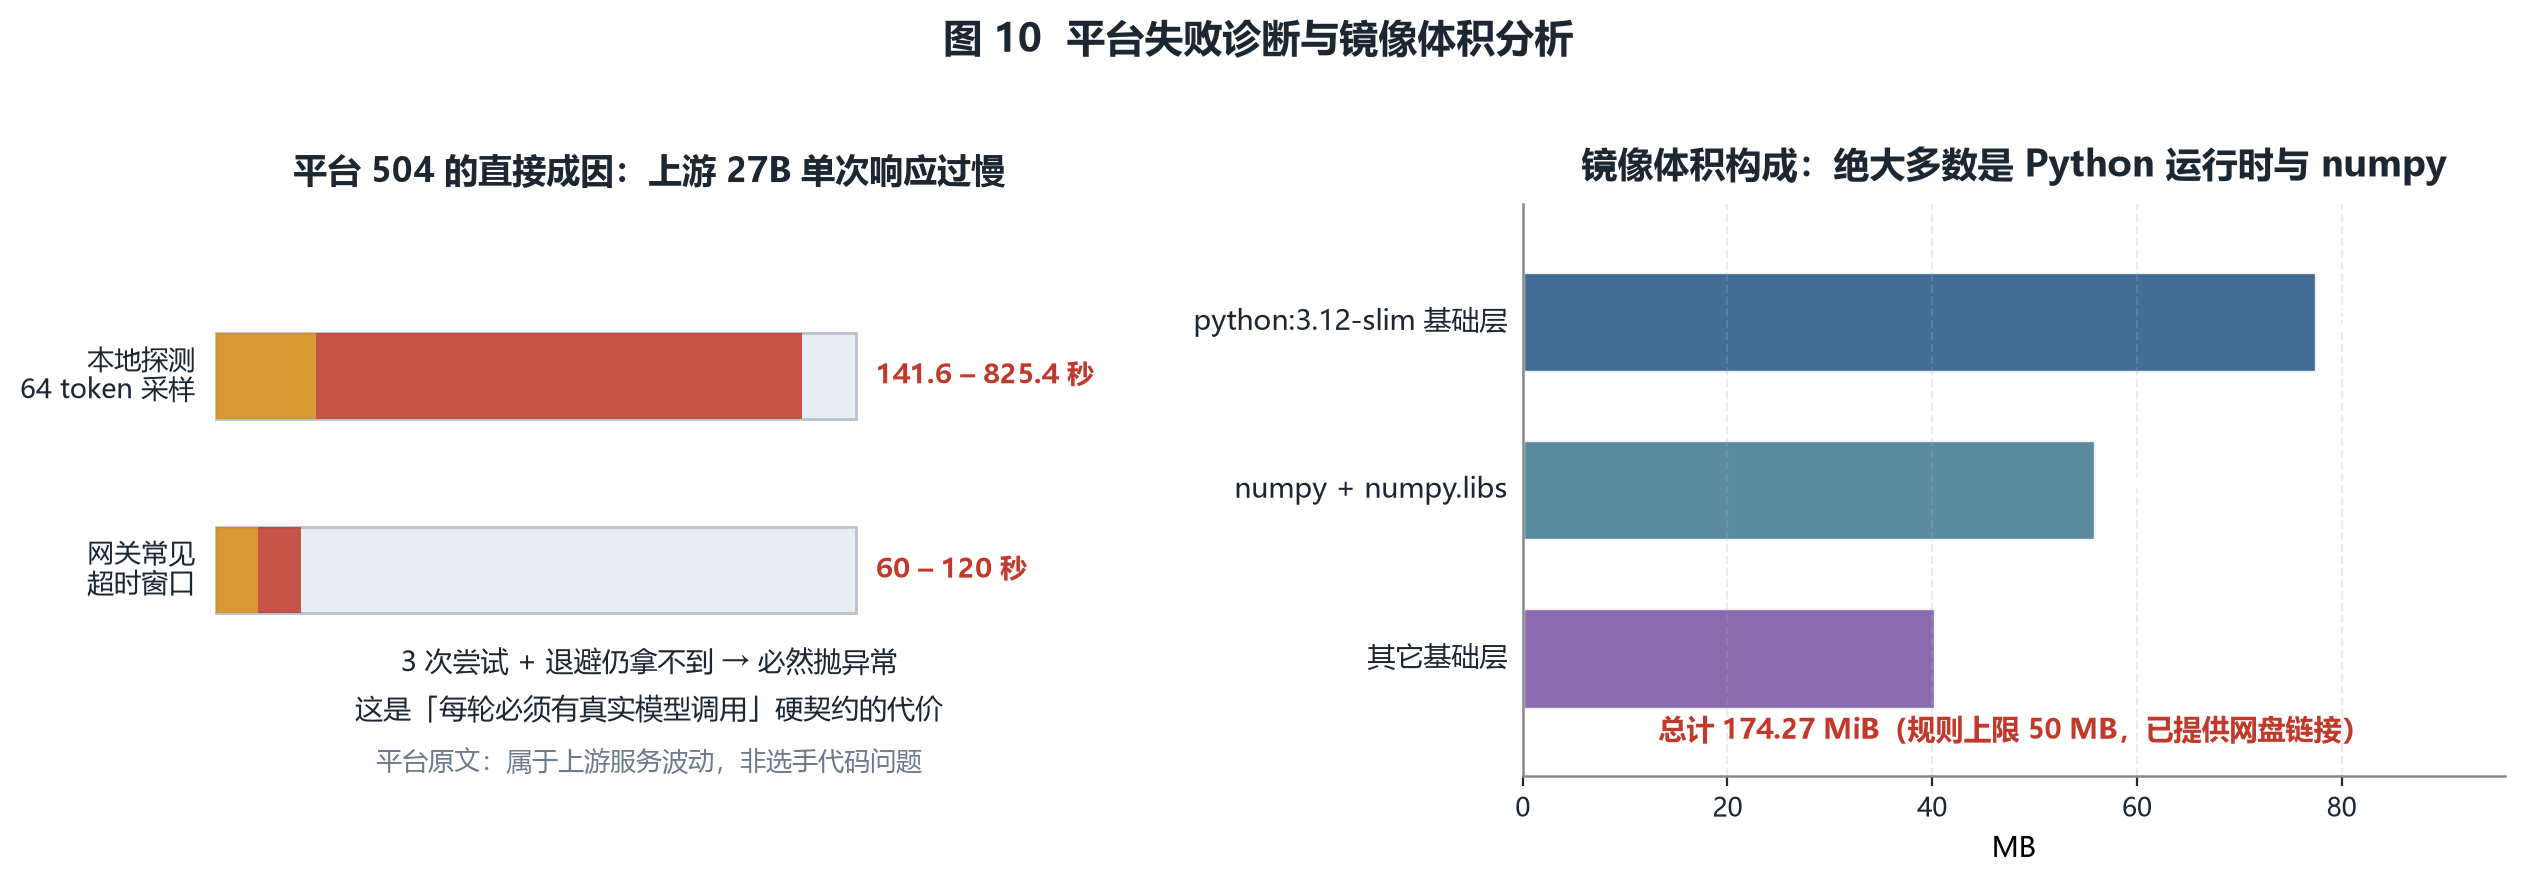 图 10 平台失败诊断与镜像体积分析
平台 504 的直接成因：上游 27B 单次响应过慢
本地探测
64 token 采样
141.6 – 825.4 秒
网关常见
超时窗口
60 – 120 秒
3 次尝试 + 退避仍拿不到 → 必然抛异常
这是「每轮必须有真实模型调用」硬契约的代价
平台原文：属于上游服务波动，非选手代码问题
镜像体积构成：绝大多数是 Python 运行时与 numpy
python:3.12-slim 基础层
numpy + numpy.libs
其它基础层
总计 174.27 MiB（规则上限 50 MB，已提供网盘链接）
0 20 40 60 80
MB